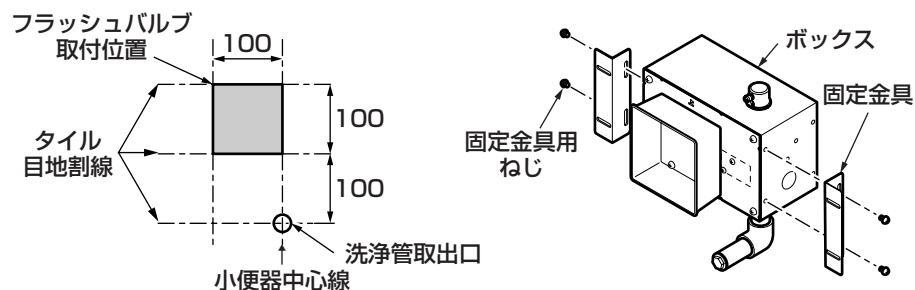 フラッシュバルブ
取付位置
100
100
100
タイル
目地割線
洗浄管取出口
小便器中心線
ボックス
固定金具
固定金具用
ねじ